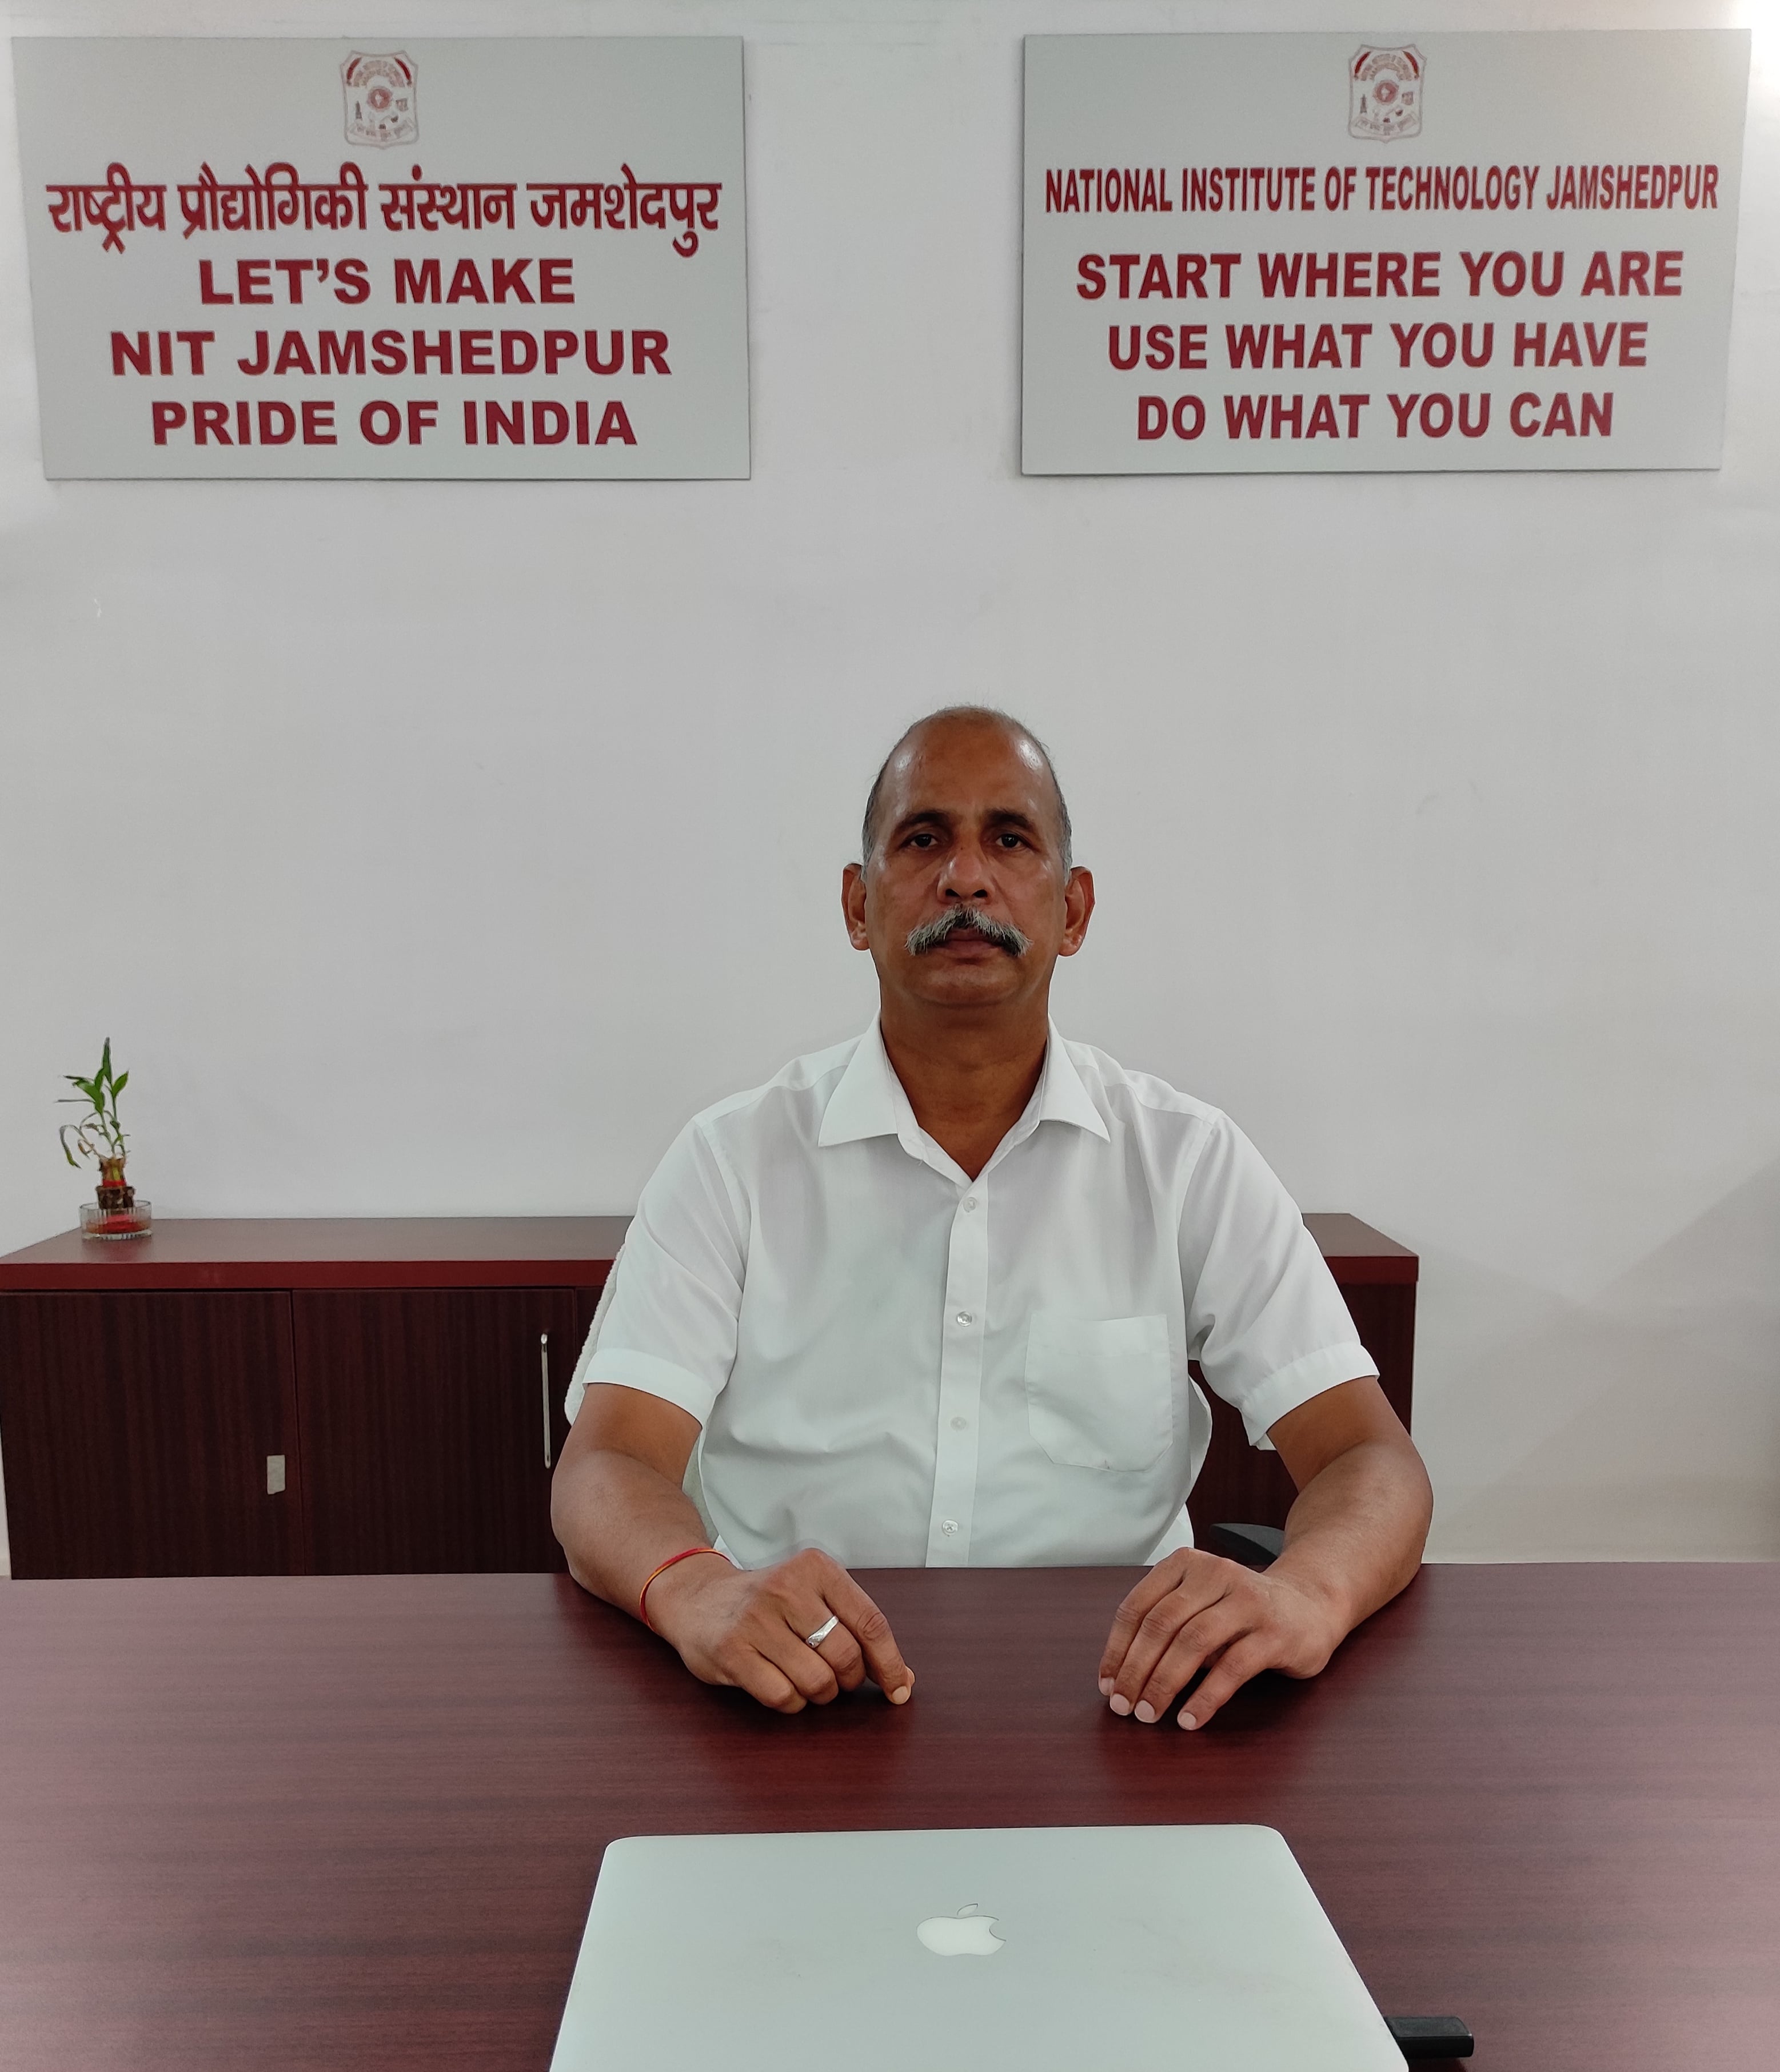 राष्ट्रीय प्रौद्योगिकी संस्थान जमशेदपुर
LET'S MAKE
NIT JAMSHEDPUR
PRIDE OF INDIA
NATIONAL INSTITUTE OF TECHNOLOGY JAMSHEDPUR
START WHERE YOU ARE
USE WHAT YOU HAVE
DO WHAT YOU CAN